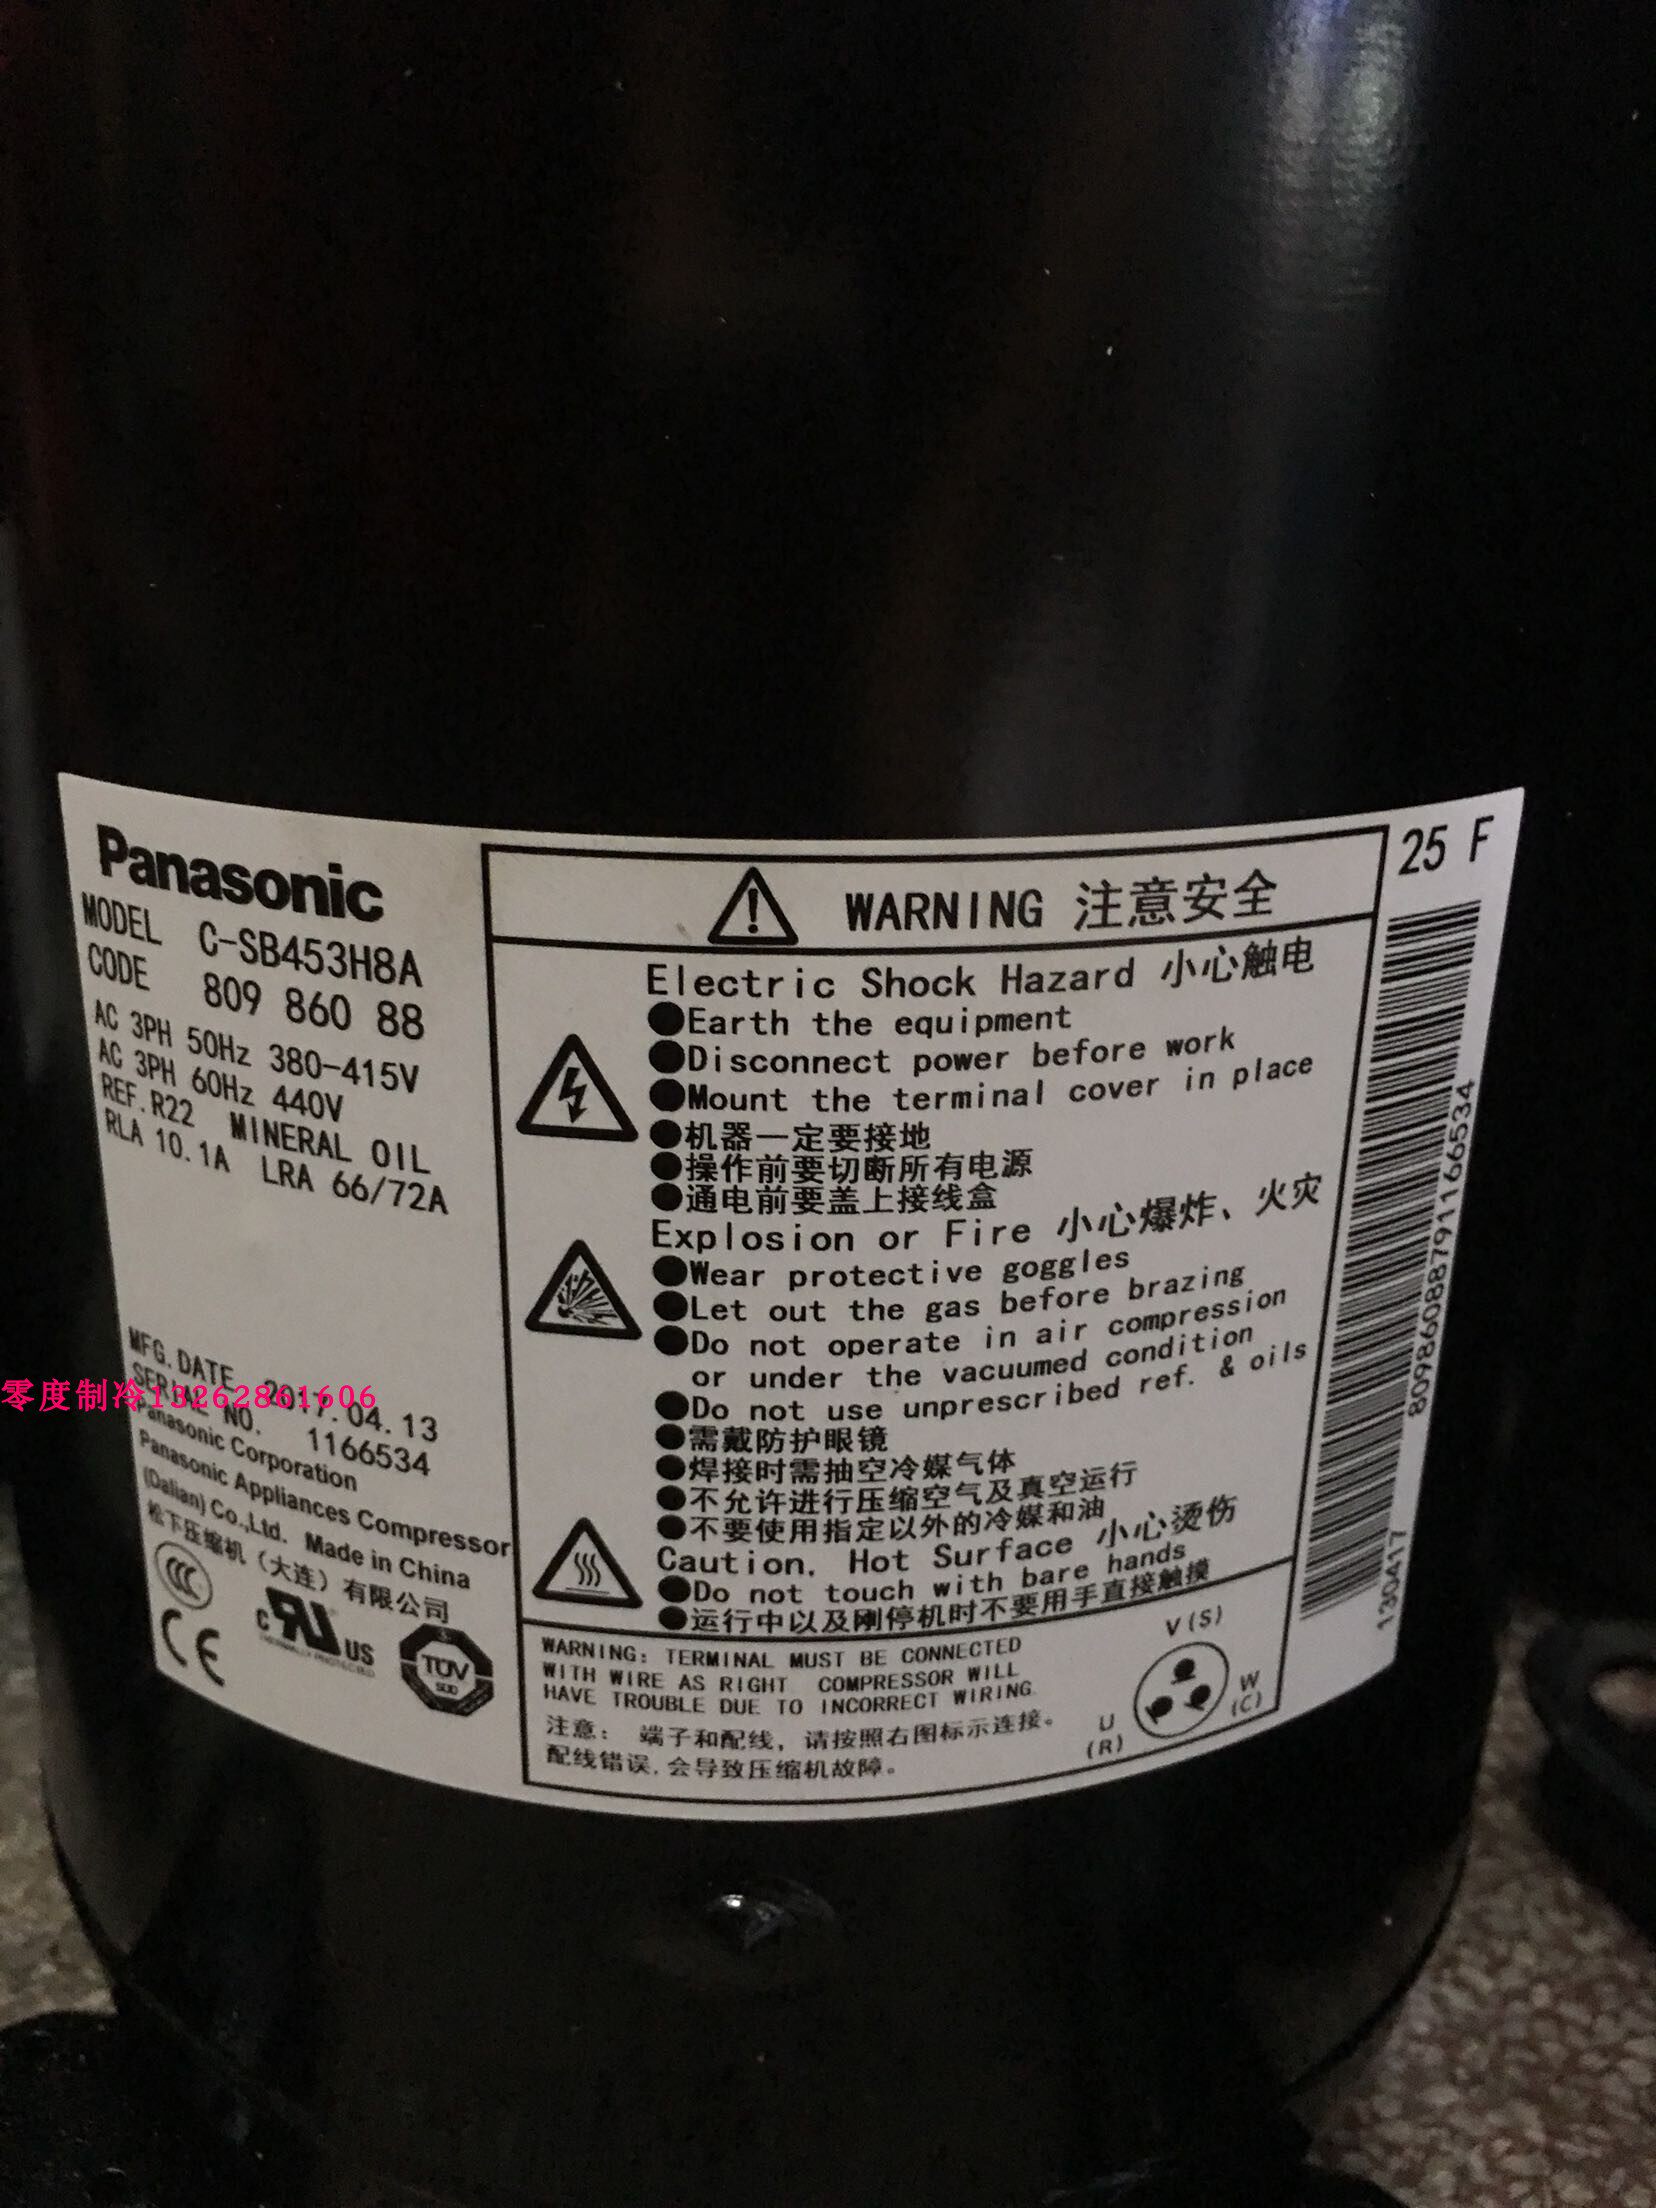 Panasonic
MODEL C-SB453H8A
CODE 809 860 88
AC 3PH 50Hz 380-415V
AC 3PH 60Hz 440V
REF.R22 MINERAL OIL
RLA 10.1A LRA 66/72A
MFG.DATE 2017.04.13
零度制冷13262861606
SERIAL NO. 1166534
Panasonic Corporation
Panasonic Appliances Compressor
(Dalian) Co.,Ltd. Made in China
松下压缩机（大连）有限公司
CCC
CE
c RU US
TUV
SUD
WARNING 注意安全
Electric Shock Hazard 小心触电
●Earth the equipment
●Disconnect power before work
●Mount the terminal cover in place
●机器一定要接地
●操作前要切断所有电源
●通电前要盖上接线盒
Explosion or Fire 小心爆炸、火灾
●Wear protective goggles
●Let out the gas before brazing
●Do not operate in air compression
or under the vacuumed condition
●Do not use unprescribed ref. & oils
●需戴防护眼镜
●焊接时需抽空冷媒气体
●不允许进行压缩空气及真空运行
●不要使用指定以外的冷媒和油
Caution, Hot Surface 小心烫伤
●Do not touch with bare hands
●运行中以及刚停机时不要用手直接触摸
WARNING: TERMINAL MUST BE CONNECTED
WITH WIRE AS RIGHT COMPRESSOR WILL
HAVE TROUBLE DUE TO INCORRECT WIRING.
注意： 端子和配线，请按照右图标示连接。
配线错误,会导致压缩机故障。
V(S)
U
(R)
W
(C)
25 F
80986088791166534
130417